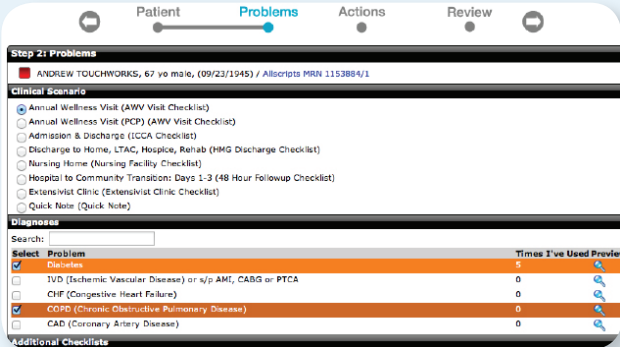 Patient Problems Actions Review
Step 2: Problems
ANDREW TOUCHWORKS, 67 yo male, (09/23/1945) / Allscripts MRN 1153884/1
Clinical Scenario
Annual Wellness Visit (AWV Visit Checklist)
Annual Wellness Visit (PCP) (AWV Visit Checklist)
Admission & Discharge (ICCA Checklist)
Discharge to Home, LTAC, Hospice, Rehab (HMG Discharge Checklist)
Nursing Home (Nursing Facility Checklist)
Hospital to Community Transition: Days 1-3 (48 Hour Followup Checklist)
Extensivist Clinic (Extensivist Clinic Checklist)
Quick Note (Quick Note)
Diagnoses
Search:
Select Problem Times I've Used Preview
Diabetes 5
IVD (Ischemic Vascular Disease) or s/p AMI, CABG or PTCA 0
CHF (Congestive Heart Failure) 0
COPD (Chronic Obstructive Pulmonary Disease) 0
CAD (Coronary Artery Disease) 0
Additional Checklists